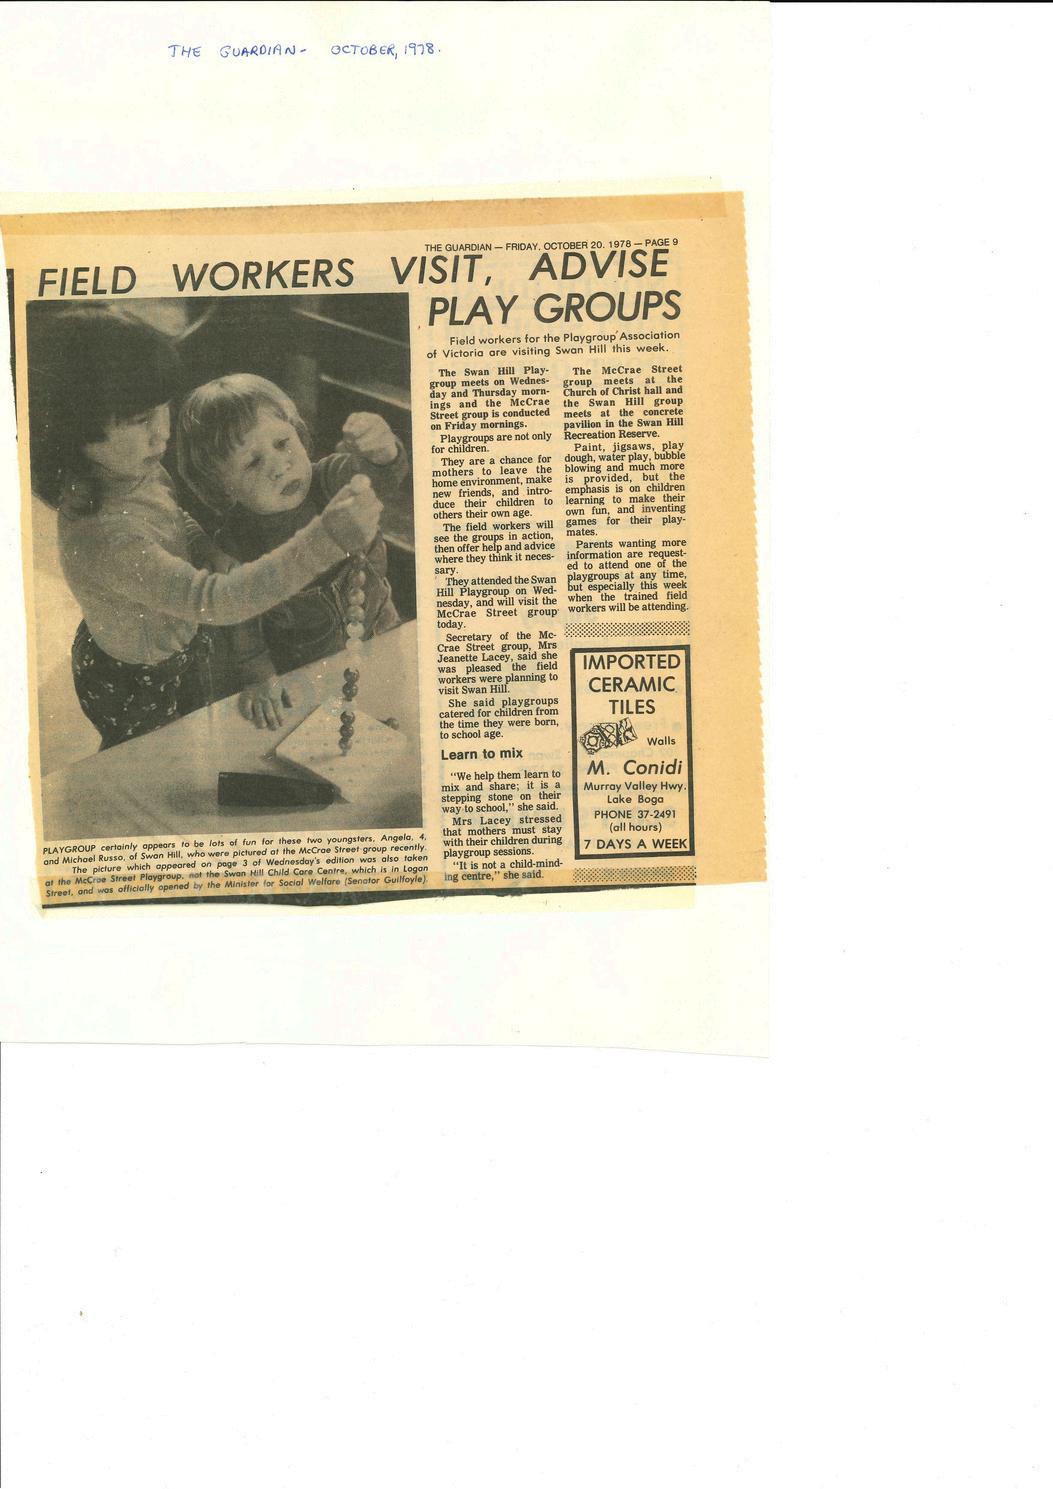 THE GUARDIAN - OCTOBER, 1978.
THE GUARDIAN — FRIDAY, OCTOBER 20, 1978 — PAGE 9
FIELD WORKERS VISIT, ADVISE
PLAY GROUPS
Field workers for the Playgroup Association
of Victoria are visiting Swan Hill this week.
The Swan Hill Play-
group meets on Wednes-
day and Thursday morn-
ings and the McCrae
Street group is conducted
on Friday mornings.
Playgroups are not only
for children.
They are a chance for
mothers to leave the
home environment, make
new friends, and intro-
duce their children to
others their own age.
The field workers will
see the groups in action,
then offer help and advice
where they think it neces-
sary.
They attended the Swan
Hill Playgroup on Wed-
nesday, and will visit the
McCrae Street group
today.
Secretary of the Mc-
Crae Street group, Mrs
Jeanette Lacey, said she
was pleased the field
workers were planning to
visit Swan Hill.
She said playgroups
catered for children from
the time they were born,
to school age.
Learn to mix
"We help them learn to
mix and share; it is a
stepping stone on their
way to school," she said.
Mrs Lacey stressed
that mothers must stay
with their children during
playgroup sessions.
"It is not a child-mind-
ing centre," she said.
The McCrae Street
group meets at the
Church of Christ hall and
the Swan Hill group
meets at the concrete
pavilion in the Swan Hill
Recreation Reserve.
Paint, jigsaws, play
dough, water play, bubble
blowing and much more
is provided, but the
emphasis is on children
learning to make their
own fun, and inventing
games for their play-
mates.
Parents wanting more
information are request-
ed to attend one of the
playgroups at any time,
but especially this week
when the trained field
workers will be attending.
IMPORTED
CERAMIC
TILES
Walls
M. Conidi
Murray Valley Hwy.
Lake Boga
PHONE 37-2491
(all hours)
7 DAYS A WEEK
PLAYGROUP certainly appears to be lots of fun for these two youngsters, Angela, 4,
and Michael Russo, of Swan Hill, who were pictured at the McCrae Street group recently.
The picture which appeared on page 3 of Wednesday's edition was also taken
at the McCrae Street Playgroup, not the Swan Hill Child Care Centre, which is in Logan
Street, and was officially opened by the Minister for Social Welfare (Senator Guilfoyle).